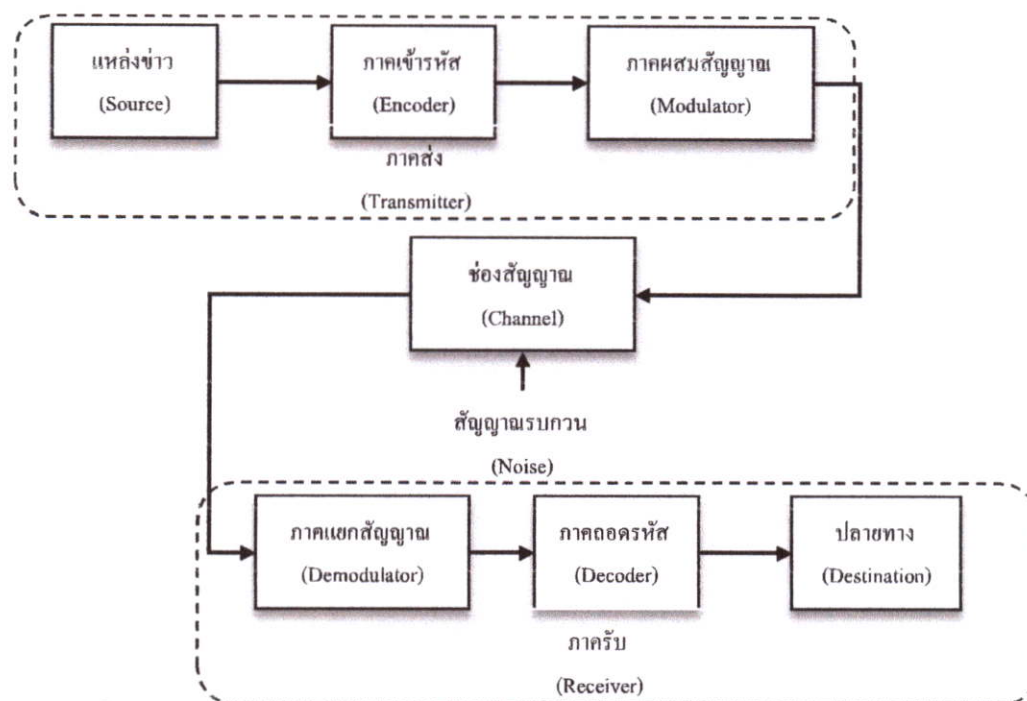 แหล่งข่าว
(Source)
ภาคเข้ารหัส
(Encoder)
ภาคผสมสัญญาณ
(Modulator)
ภาคส่ง
(Transmitter)
ช่องสัญญาณ
(Channel)
สัญญาณรบกวน
(Noise)
ภาคแยกสัญญาณ
(Demodulator)
ภาคถอดรหัส
(Decoder)
ปลายทาง
(Destination)
ภาครับ
(Receiver)